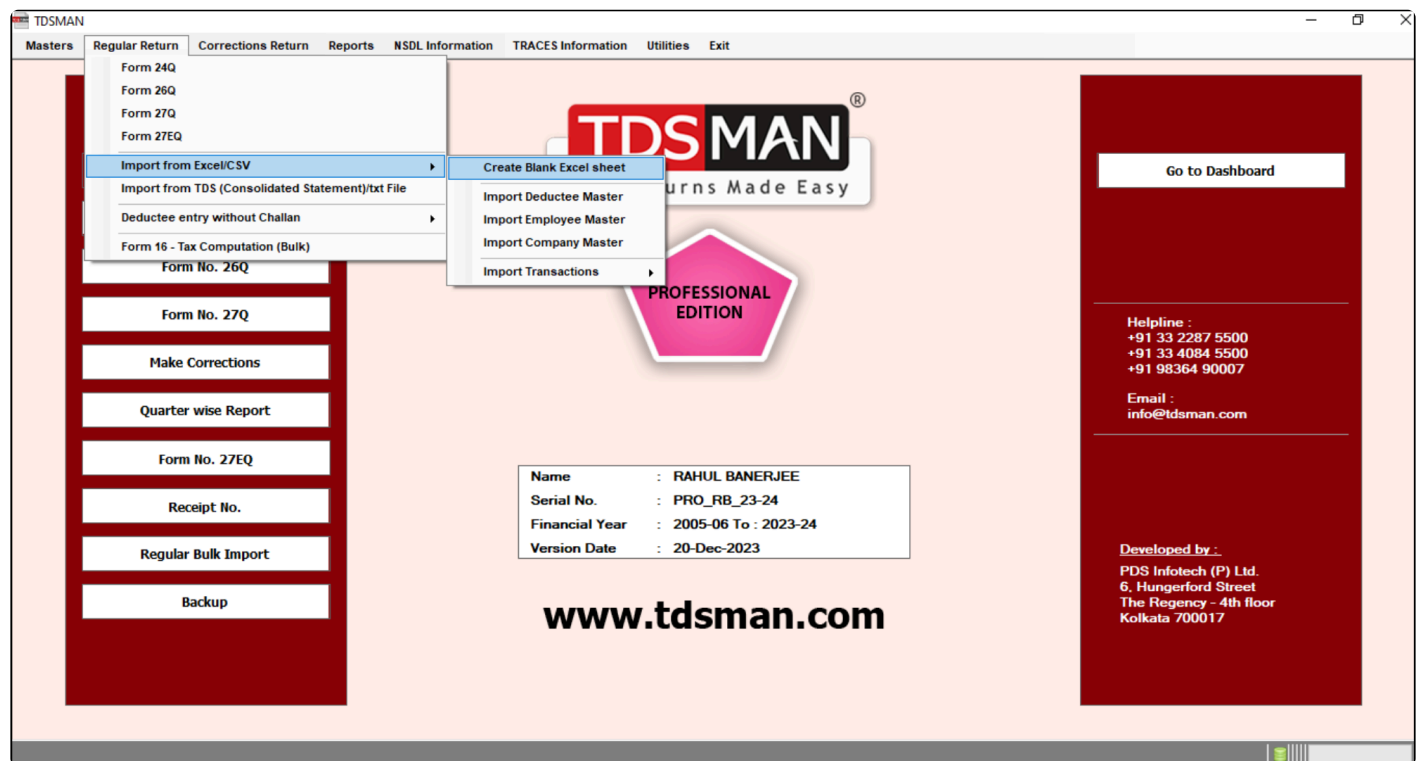 TDSMAN
Masters Regular Return Corrections Return Reports NSDL Information TRACES Information Utilities Exit
Form 24Q
Form 26Q
Form 27Q
Form 27EQ
Import from Excel/CSV
Import from TDS (Consolidated Statement)/txt File
Deductee entry without Challan
Form 16 - Tax Computation (Bulk)
Create Blank Excel sheet
Import Deductee Master
Import Employee Master
Import Company Master
Import Transactions
Form No. 26Q
Form No. 27Q
Make Corrections
Quarter wise Report
Form No. 27EQ
Receipt No.
Regular Bulk Import
Backup
TDSMAN®
urns Made Easy
PROFESSIONAL
EDITION
Name : RAHUL BANERJEE
Serial No. : PRO_RB_23-24
Financial Year : 2005-06 To : 2023-24
Version Date : 20-Dec-2023
www.tdsman.com
Go to Dashboard
Helpline :
+91 33 2287 5500
+91 33 4084 5500
+91 98364 90007
Email :
info@tdsman.com
Developed by :
PDS Infotech (P) Ltd.
6, Hungerford Street
The Regency - 4th floor
Kolkata 700017